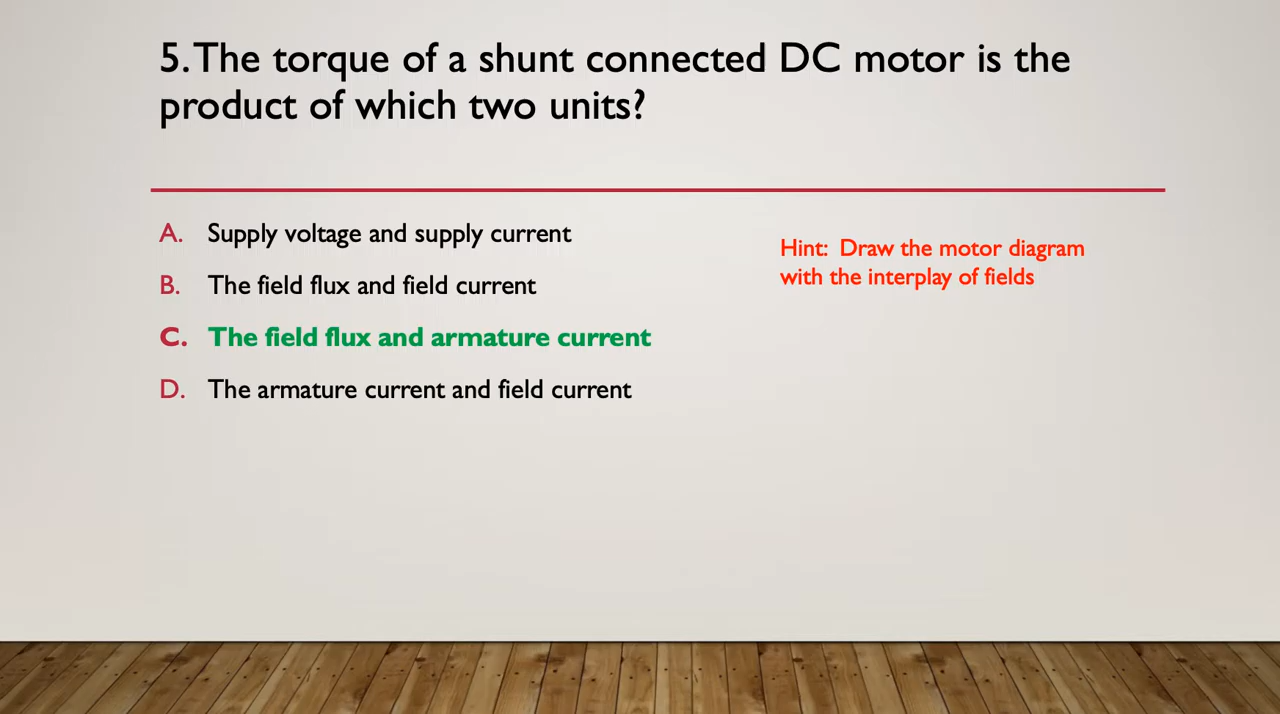 5. The torque of a shunt connected DC motor is the
product of which two units?
A. Supply voltage and supply current
Hint: Draw the motor diagram
with the interplay of fields
B. The field flux and field current
C. The field flux and armature current
D. The armature current and field current